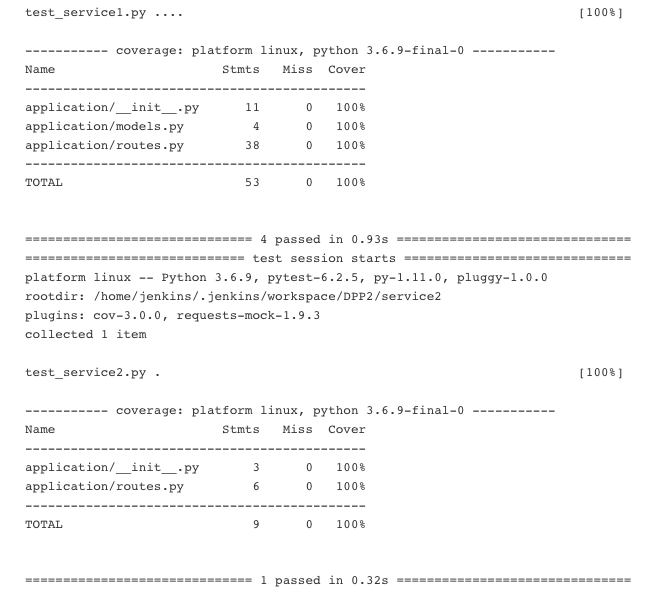 test_service1.py .... [100%]
----------- coverage: platform linux, python 3.6.9-final-0 -----------
Name Stmts Miss Cover
---------------------------------------------
application/__init__.py 11 0 100%
application/models.py 4 0 100%
application/routes.py 38 0 100%
---------------------------------------------
TOTAL 53 0 100%
============================== 4 passed in 0.93s ===============================
============================= test session starts ==============================
platform linux -- Python 3.6.9, pytest-6.2.5, py-1.11.0, pluggy-1.0.0
rootdir: /home/jenkins/.jenkins/workspace/DPP2/service2
plugins: cov-3.0.0, requests-mock-1.9.3
collected 1 item
test_service2.py . [100%]
----------- coverage: platform linux, python 3.6.9-final-0 -----------
Name Stmts Miss Cover
---------------------------------------------
application/__init__.py 3 0 100%
application/routes.py 6 0 100%
---------------------------------------------
TOTAL 9 0 100%
============================== 1 passed in 0.32s ===============================